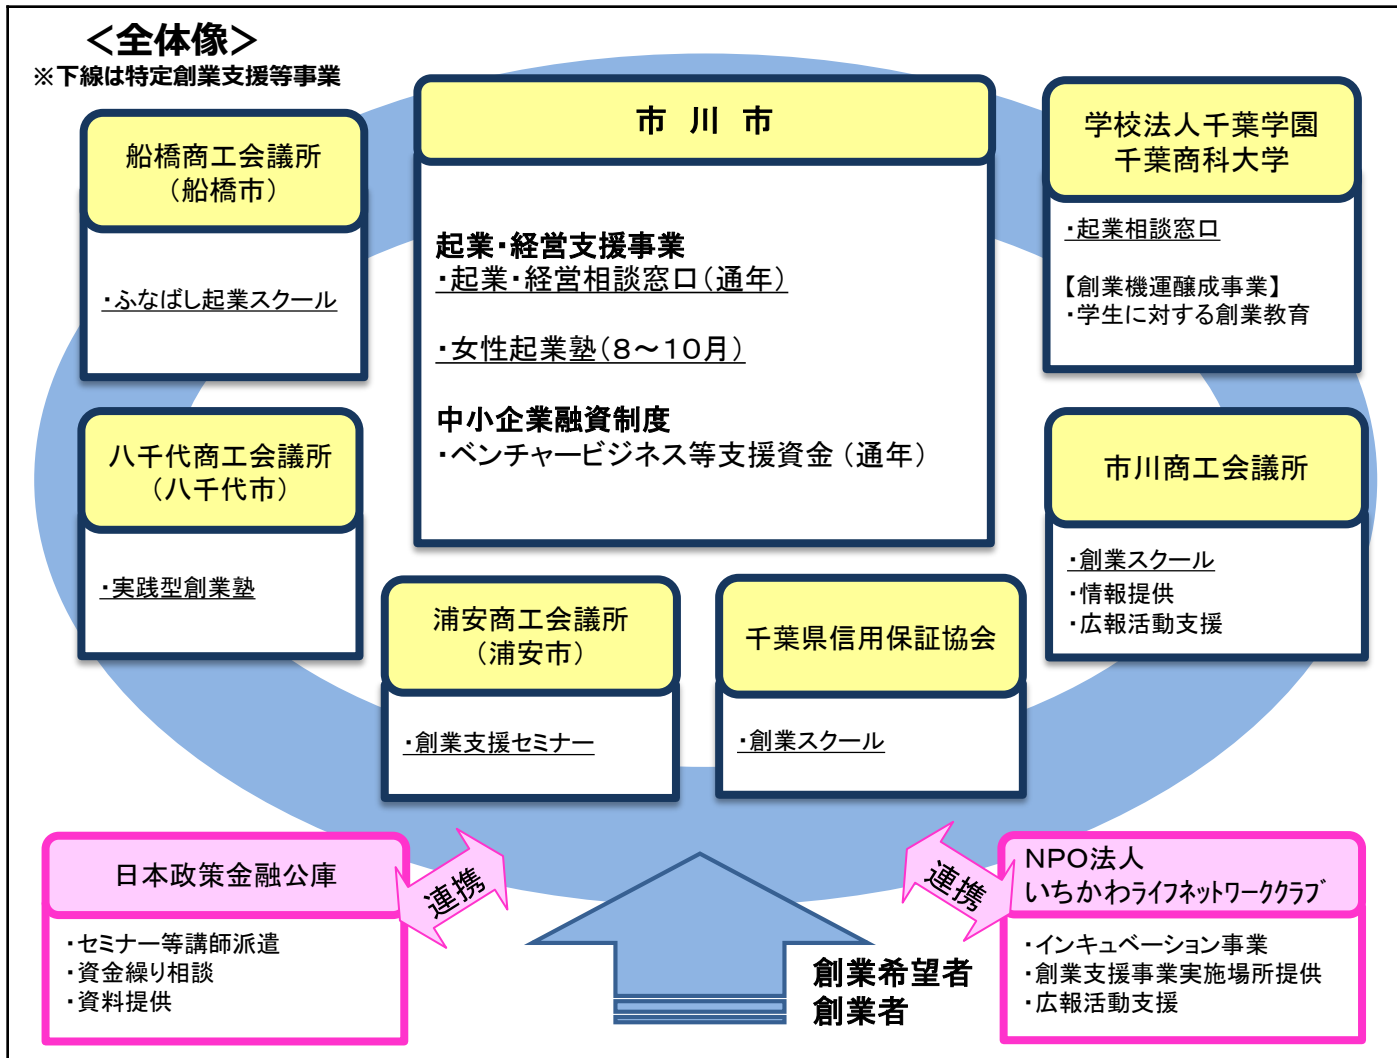 ＜全体像＞
※下線は特定創業支援等事業
船橋商工会議所
（船橋市）
・ふなばし起業スクール
市 川 市
起業・経営支援事業
・起業・経営相談窓口（通年）
・女性起業塾（８～１０月）
中小企業融資制度
・ベンチャービジネス等支援資金（通年）
学校法人千葉学園
千葉商科大学
・起業相談窓口
【創業機運醸成事業】
・学生に対する創業教育
八千代商工会議所
（八千代市）
・実践型創業塾
市川商工会議所
・創業スクール
・情報提供
・広報活動支援
浦安商工会議所
（浦安市）
・創業支援セミナー
千葉県信用保証協会
・創業スクール
日本政策金融公庫
・セミナー等講師派遣
・資金繰り相談
・資料提供
連携
連携
NPO法人
いちかわﾗｲﾌﾈｯﾄﾜｰｸｸﾗﾌﾞ
・インキュベーション事業
・創業支援事業実施場所提供
・広報活動支援
創業希望者
創業者